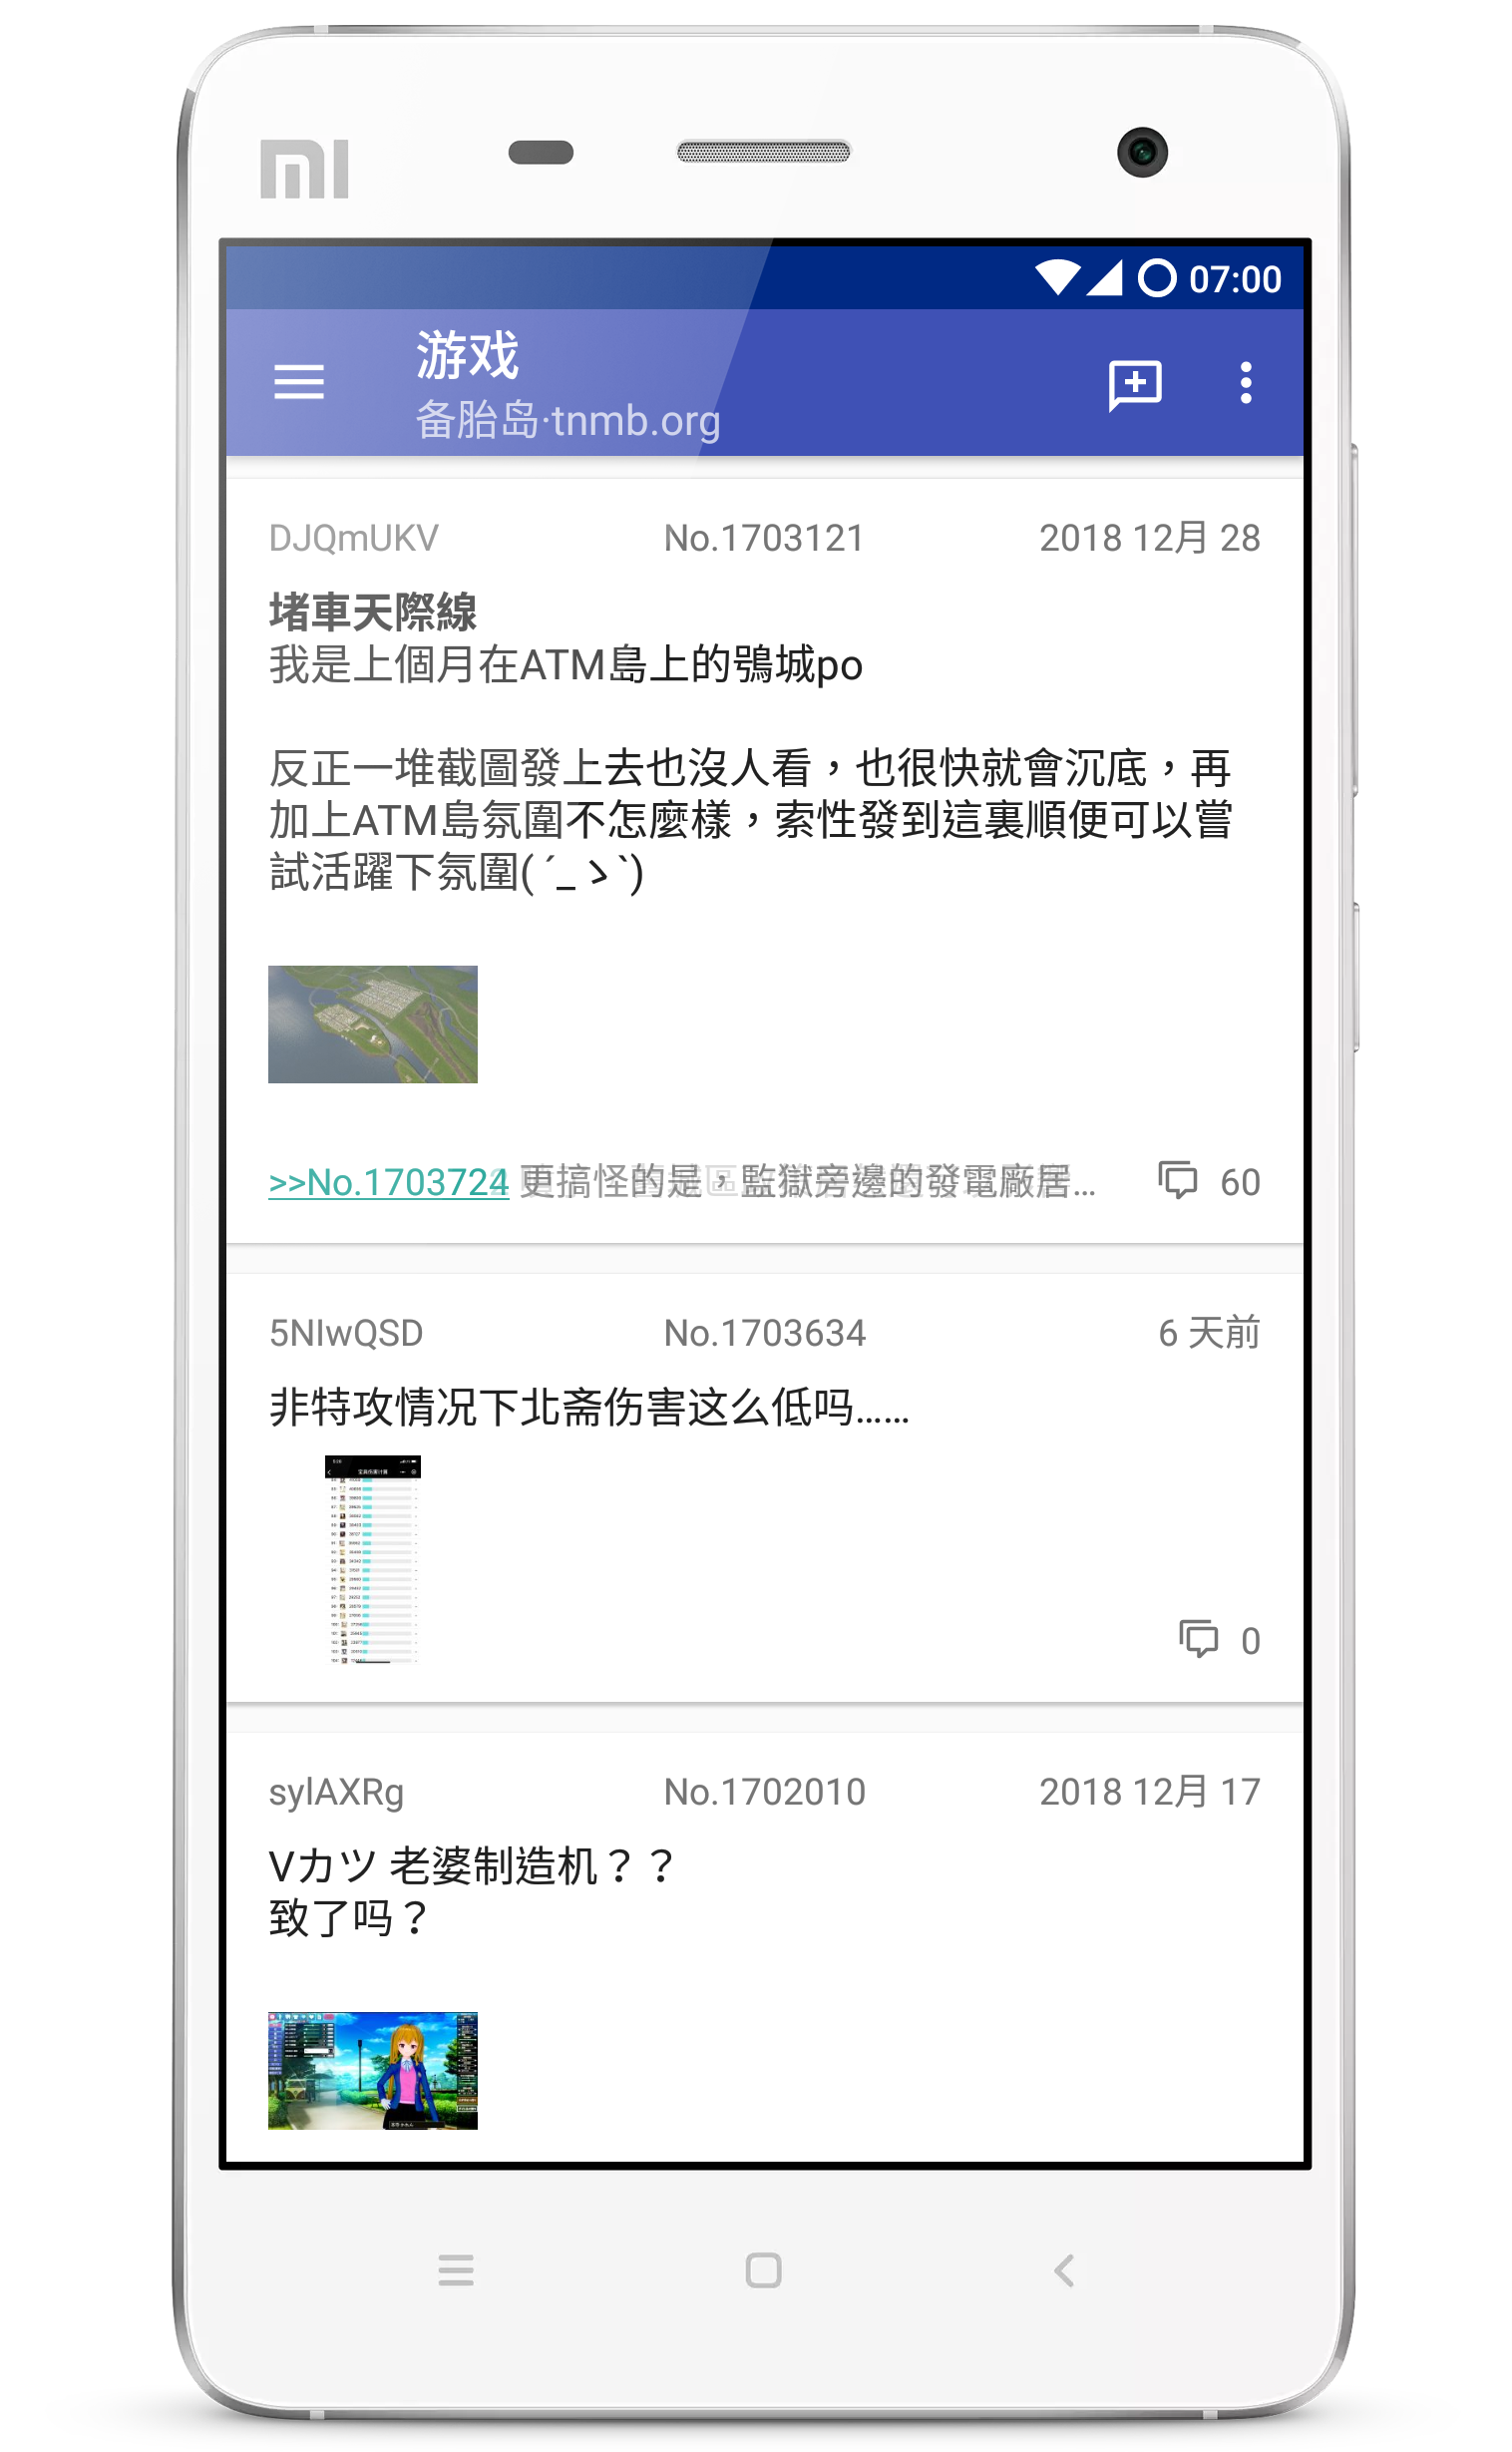 MI
07:00
游戏
备胎岛·tnmb.org
DJQmUKV No.1703121 2018 12月 28
堵車天際線
我是上個月在ATM島上的鴞城po
反正一堆截圖發上去也沒人看，也很快就會沉底，再
加上ATM島氛圍不怎麼樣，索性發到這裏順便可以嘗
試活躍下氛圍( ´_ゝ`)
>>No.1703724 更搞怪的是，監獄旁邊的發電廠居… 60
5NIwQSD No.1703634 6 天前
非特攻情况下北斋伤害这么低吗……
0
sylAXRg No.1702010 2018 12月 17
Vカツ 老婆制造机？？
致了吗？